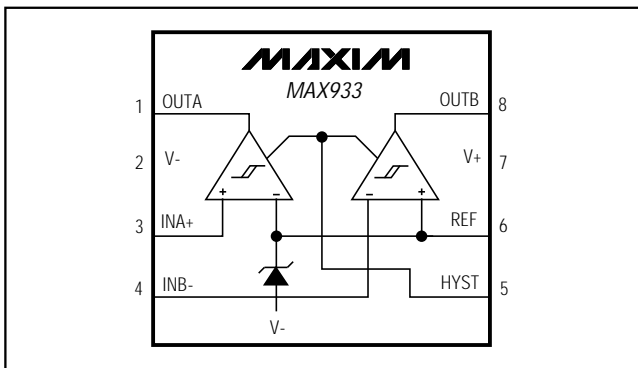 MAXIM
MAX933
1 OUTA
OUTB 8
2 V-
V+ 7
+ -
- +
3 INA+
REF 6
4 INB-
HYST 5
V-